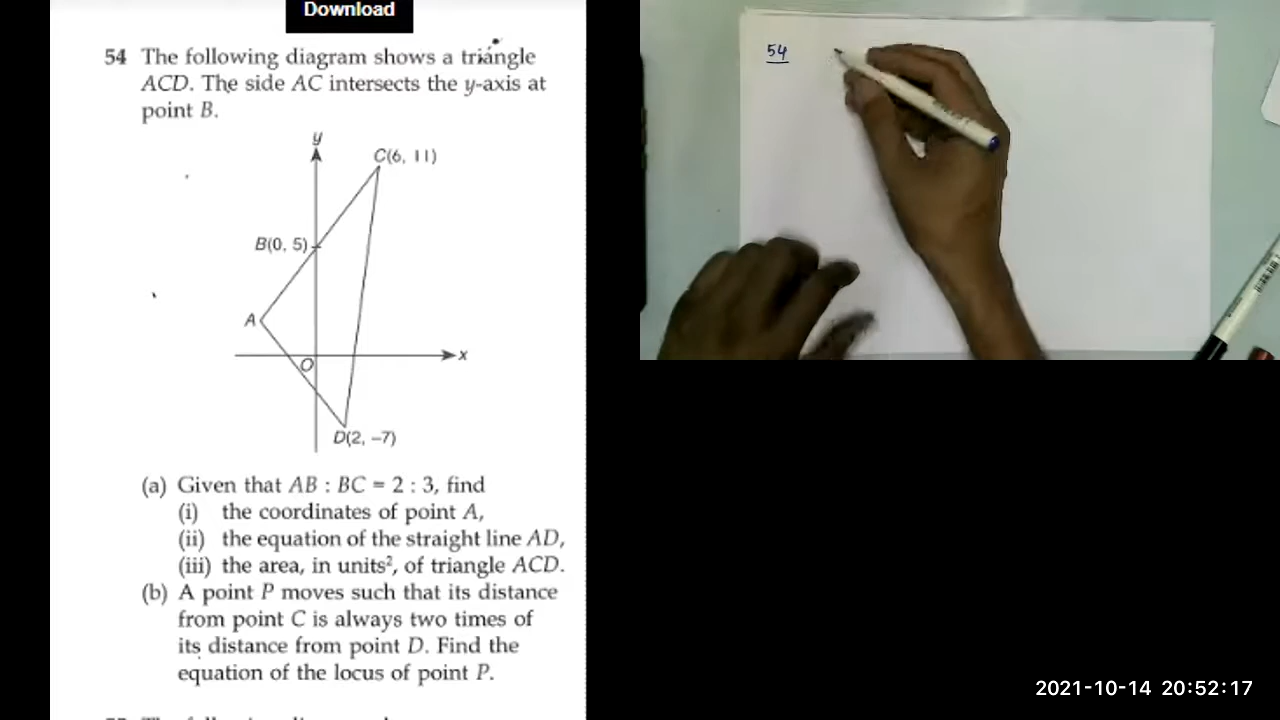 Download
54 The following diagram shows a triangle
ACD. The side AC intersects the y-axis at
point B.
y
C(6, 11)
B(0, 5)
A
O
x
D(2, –7)
(a) Given that AB : BC = 2 : 3, find
(i) the coordinates of point A,
(ii) the equation of the straight line AD,
(iii) the area, in units², of triangle ACD.
(b) A point P moves such that its distance
from point C is always two times of
its distance from point D. Find the
equation of the locus of point P.
54
2021-10-14 20:52:17